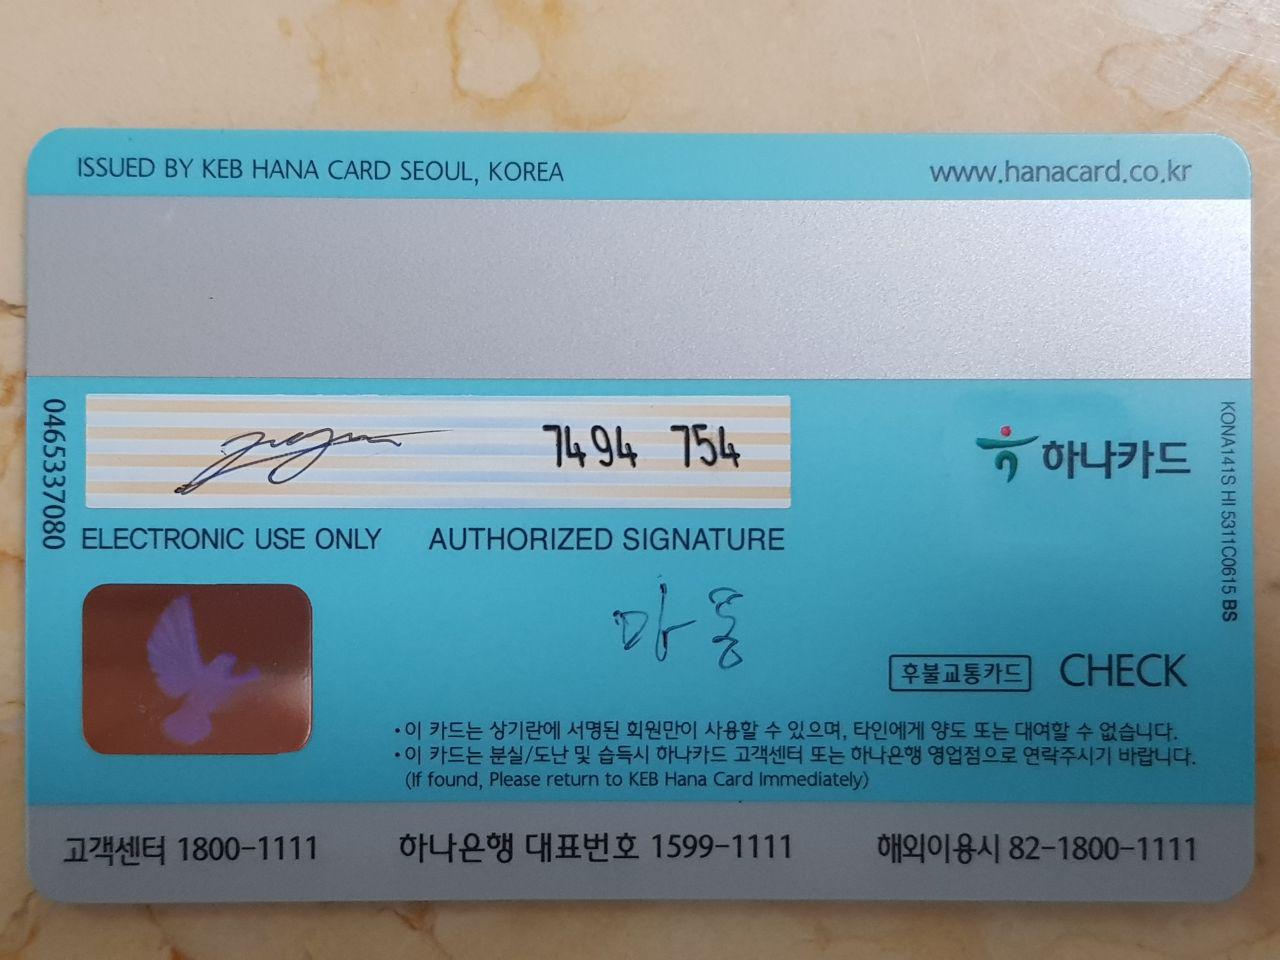 ISSUED BY KEB HANA CARD SEOUL, KOREA
www.hanacard.co.kr
0465337080
7494 754
ELECTRONIC USE ONLY
AUTHORIZED SIGNATURE
하나카드
KONA141S HI 5311C0615 BS
마
후불교통카드
CHECK
•이 카드는 상기란에 서명된 회원만이 사용할 수 있으며, 타인에게 양도 또는 대여할 수 없습니다.
•이 카드는 분실/도난 및 습득시 하나카드 고객센터 또는 하나은행 영업점으로 연락주시기 바랍니다.
(If found, Please return to KEB Hana Card Immediately)
고객센터 1800-1111
하나은행 대표번호 1599-1111
해외이용시 82-1800-1111